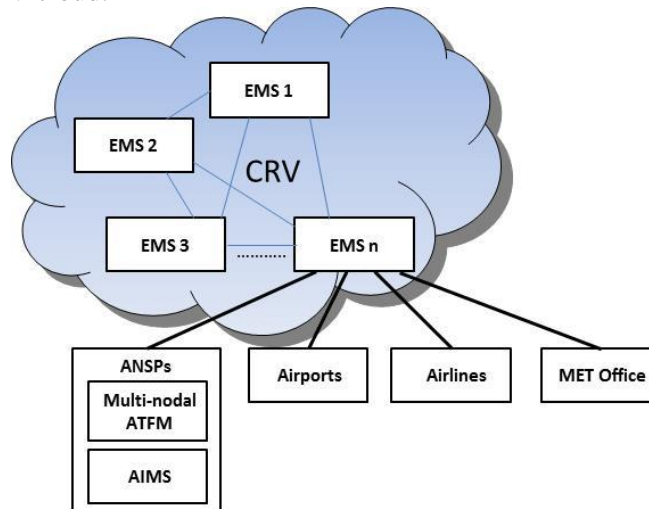 EMS 1
EMS 2
CRV
EMS 3
..........
EMS n
ANSPs
Multi-nodal
ATFM
AIMS
Airports
Airlines
MET Office